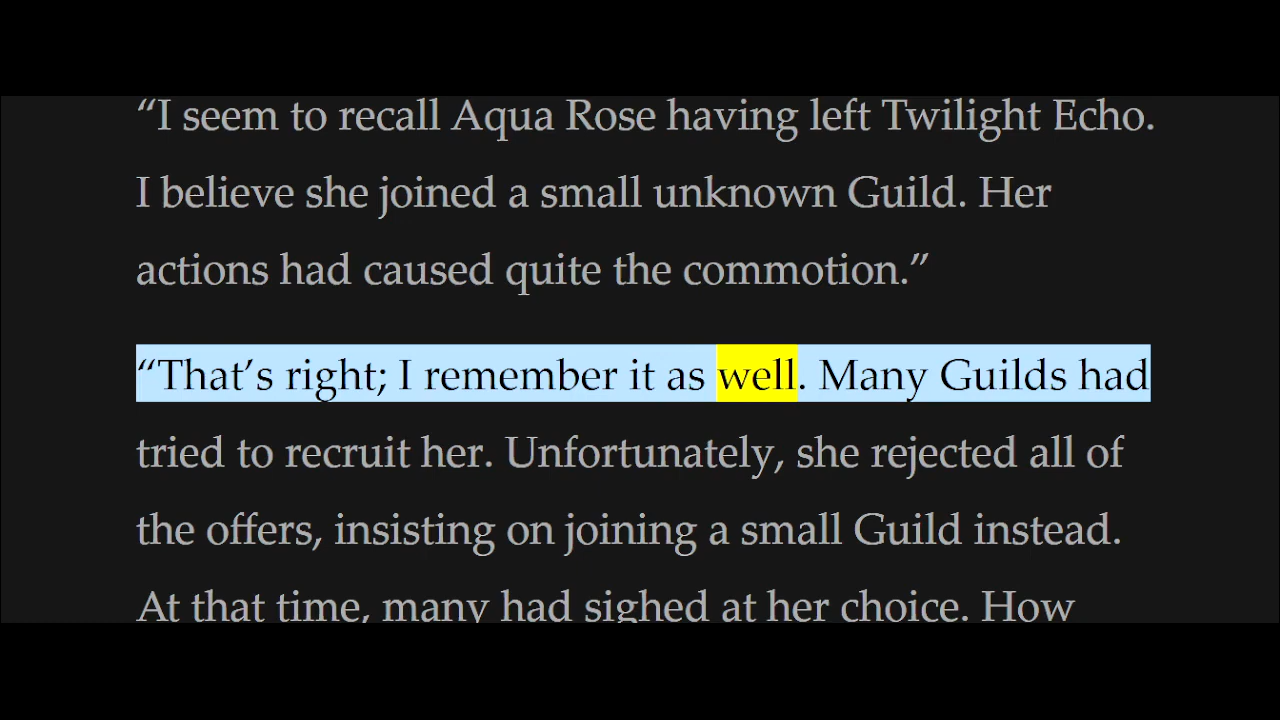 “I seem to recall Aqua Rose having left Twilight Echo.
I believe she joined a small unknown Guild. Her
actions had caused quite the commotion.”
“That’s right; I remember it as well. Many Guilds had
tried to recruit her. Unfortunately, she rejected all of
the offers, insisting on joining a small Guild instead.
At that time, many had sighed at her choice. How